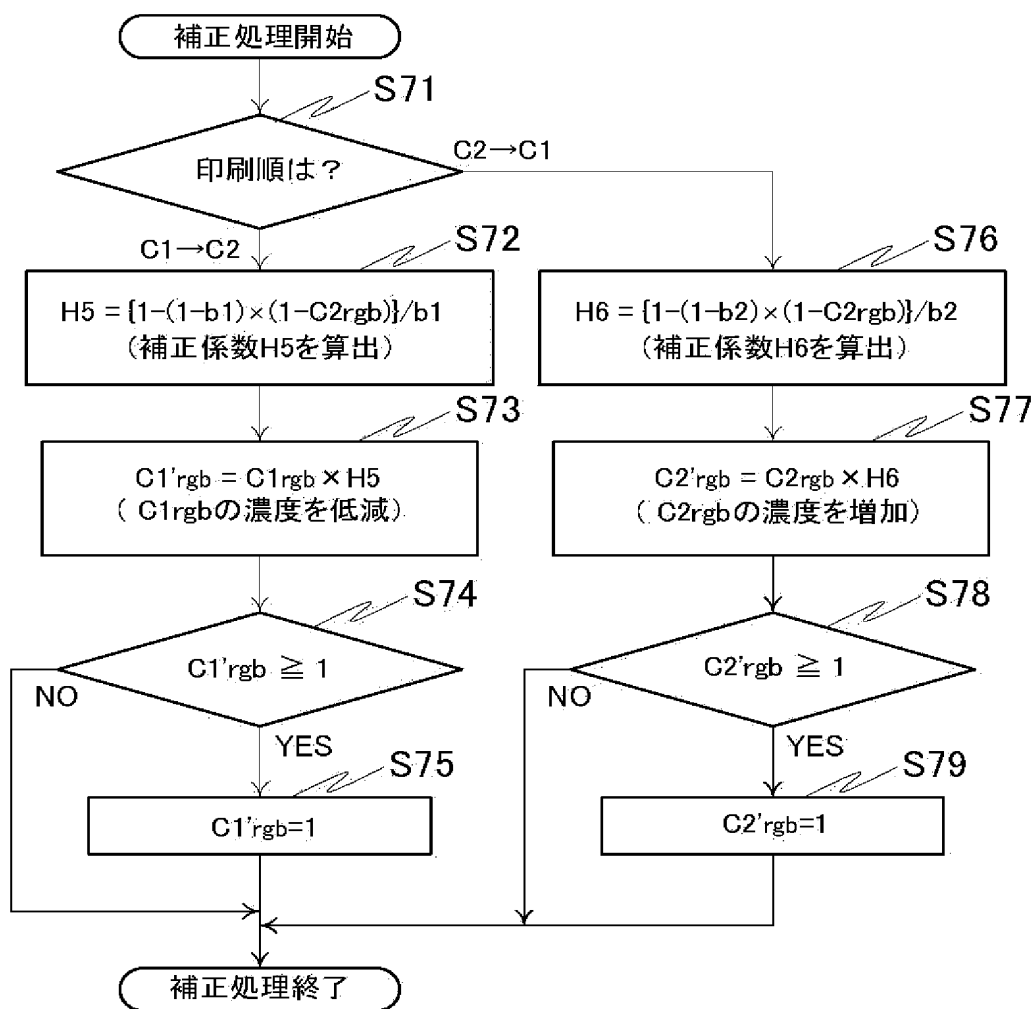 補正処理開始
S71
印刷順は?
C2→C1
C1→C2
S72
H5 = {1-(1-b1)×(1-C2rgb)}/b1
(補正係数H5を算出)
S76
H6 = {1-(1-b2)×(1-C2rgb)}/b2
(補正係数H6を算出)
S73
C1'rgb = C1rgb × H5
( C1rgbの濃度を低減)
S77
C2'rgb = C2rgb × H6
( C2rgbの濃度を増加)
S74
C1'rgb ≧ 1
NO
YES
S78
C2'rgb ≧ 1
NO
YES
S75
C1'rgb=1
S79
C2'rgb=1
補正処理終了